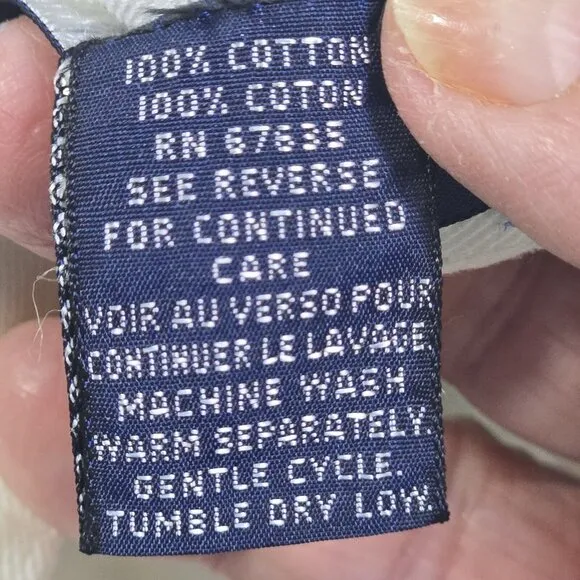 100% COTTON
100% COTON
RN 67835
SEE REVERSE
FOR CONTINUED
CARE
VOIR AU VERSO POUR
CONTINUER LE LAVAGE.
MACHINE WASH
WARM SEPARATELY.
GENTLE CYCLE.
TUMBLE DRY LOW.